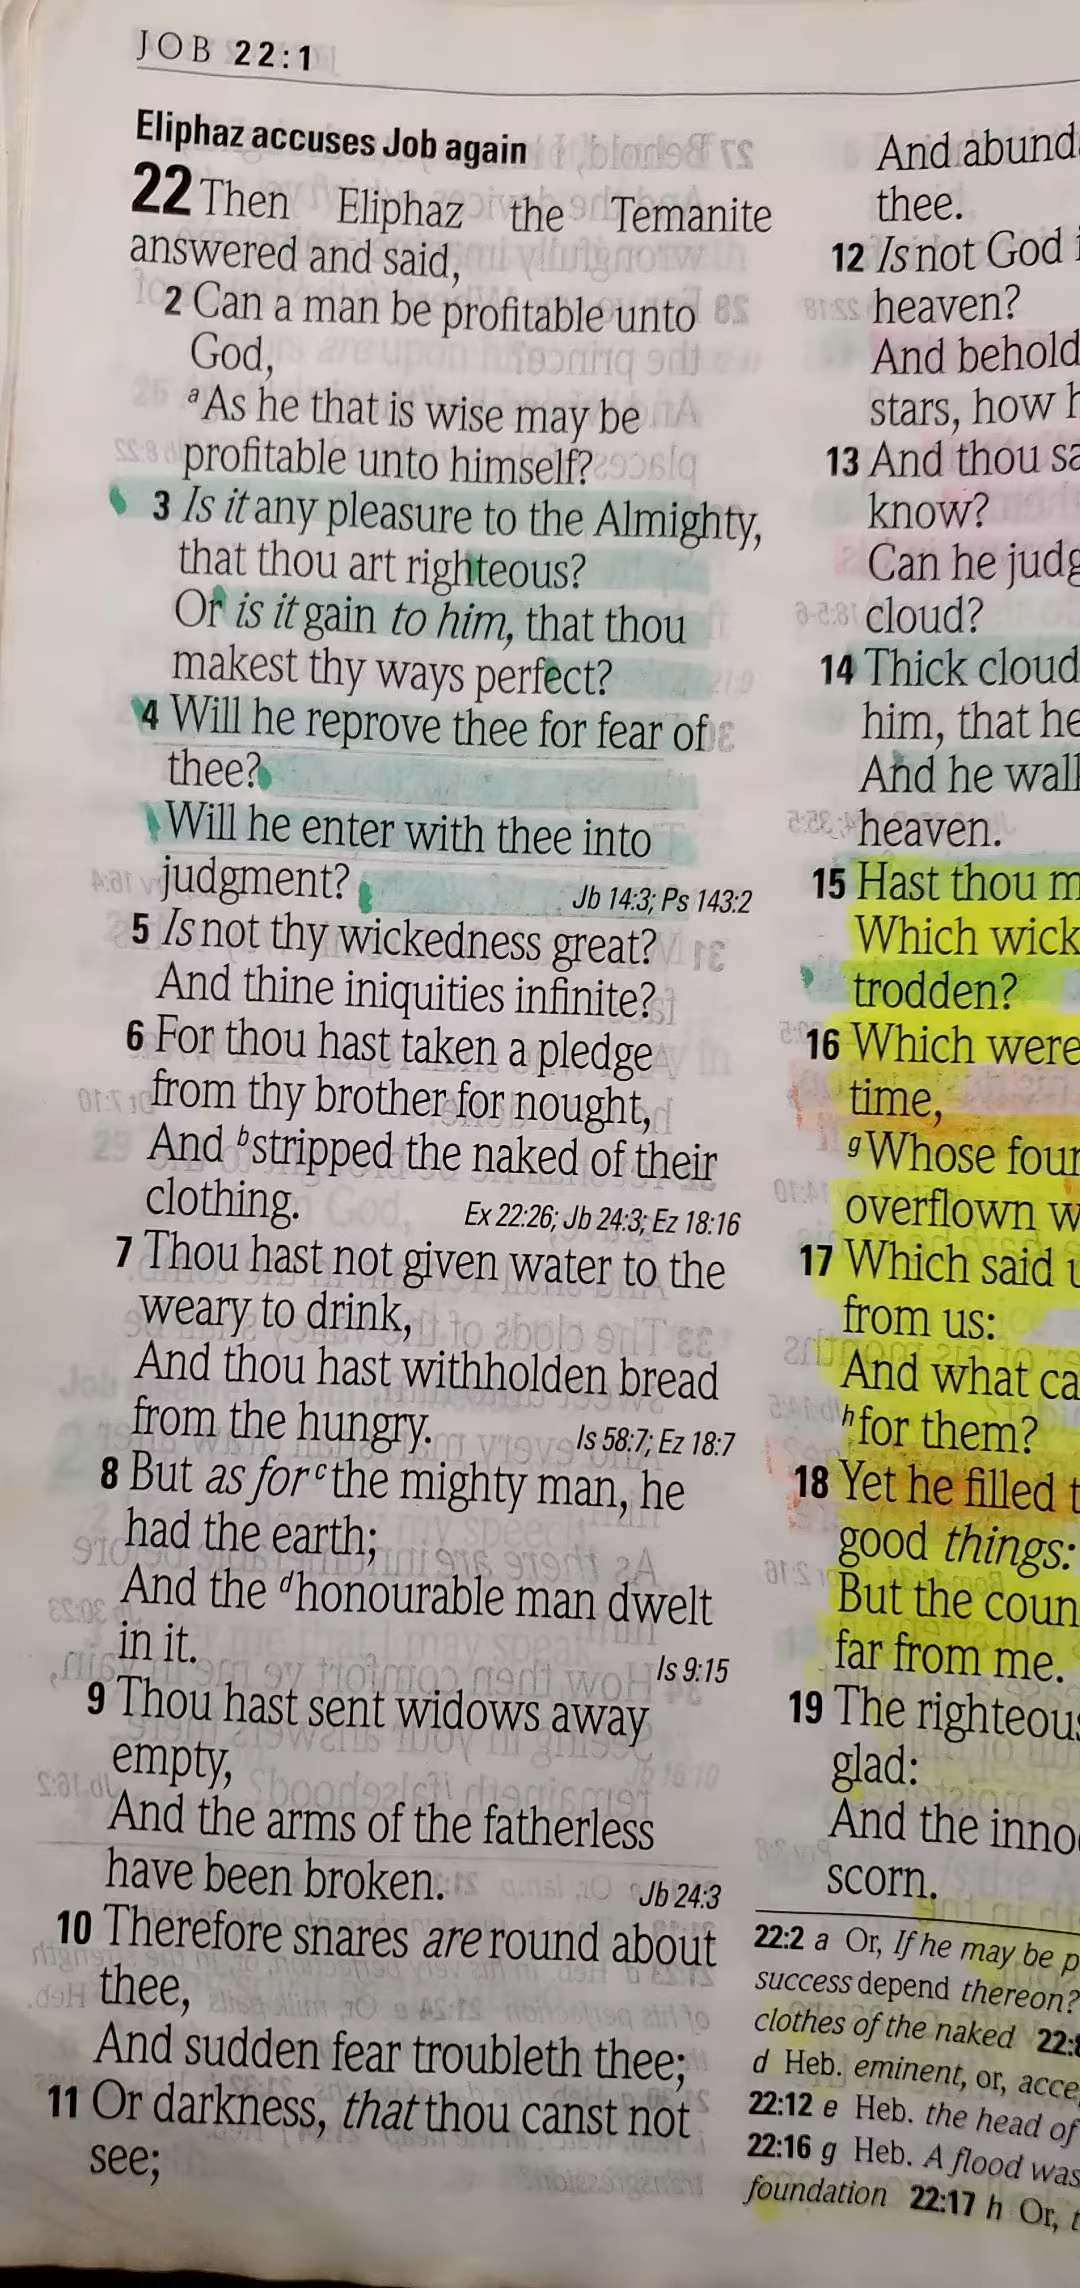 JOB 22:1
Eliphaz accuses Job again
22 Then Eliphaz the Temanite
answered and said,
2 Can a man be profitable unto
God,
a As he that is wise may be
profitable unto himself?
3 Is it any pleasure to the Almighty,
that thou art righteous?
Or is it gain to him, that thou
makest thy ways perfect?
4 Will he reprove thee for fear of
thee?
Will he enter with thee into
judgment? Jb 14:3; Ps 143:2
5 Is not thy wickedness great?
And thine iniquities infinite?
6 For thou hast taken a pledge
from thy brother for nought,
And b stripped the naked of their
clothing. Ex 22:26; Jb 24:3; Ez 18:16
7 Thou hast not given water to the
weary to drink,
And thou hast withholden bread
from the hungry. Is 58:7; Ez 18:7
8 But as for c the mighty man, he
had the earth;
And the d honourable man dwelt
in it. Is 9:15
9 Thou hast sent widows away
empty,
And the arms of the fatherless
have been broken. Jb 24:3
10 Therefore snares are round about
thee,
And sudden fear troubleth thee;
11 Or darkness, that thou canst not
see;
And
thee.
12 Is not God
heaven?
And behold
stars, how
13 And thou
know?
Can he
cloud?
14 Thick
him, that
And he
heaven.
15 Hast thou
Which
trodden?
16 Which were
time,
g Whose
overflown
17 Which said
from us:
And what
h for them?
18 Yet he filled
good things:
But the
far from me.
19 The
glad:
And the
scorn.
22:2 a Or, If he may be
success depend thereon?
clothes of the naked
d Heb. eminent, or,
22:12 e Heb. the head of
22:16 g Heb. A flood was
foundation 22:17 h Or,